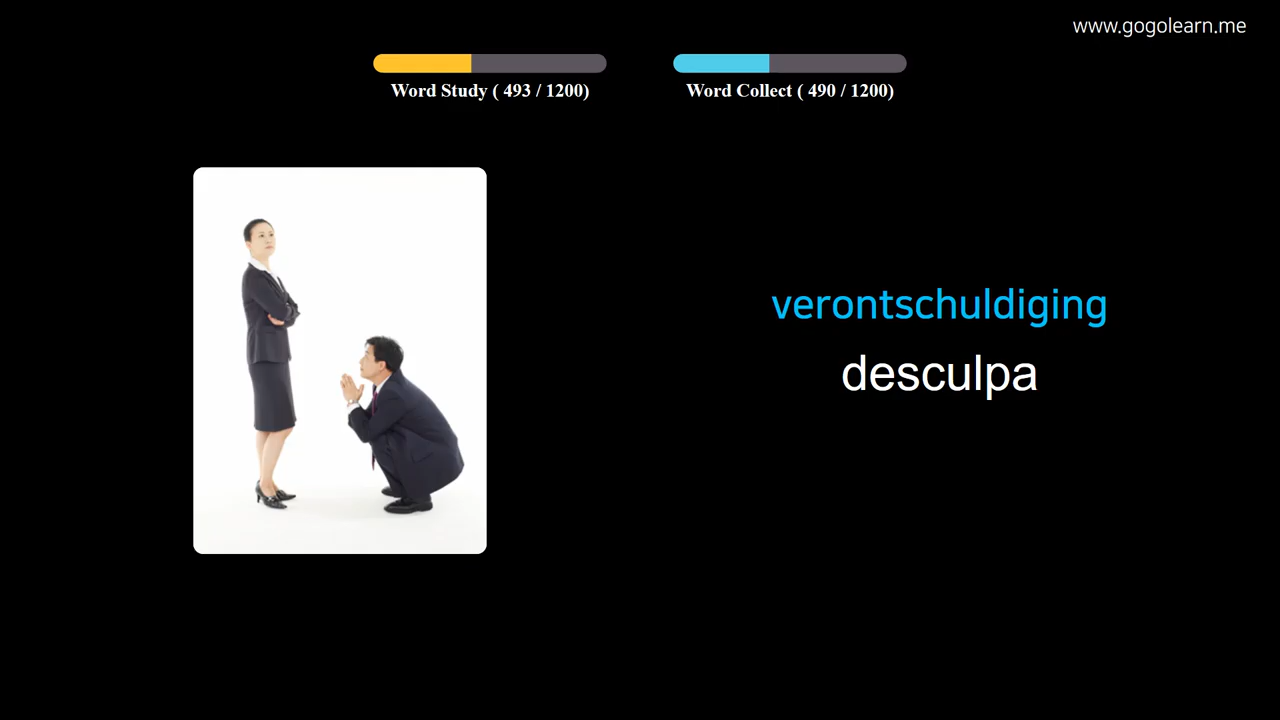 www.gogolearn.me
Word Study ( 493 / 1200)
Word Collect ( 490 / 1200)
verontschuldiging
desculpa